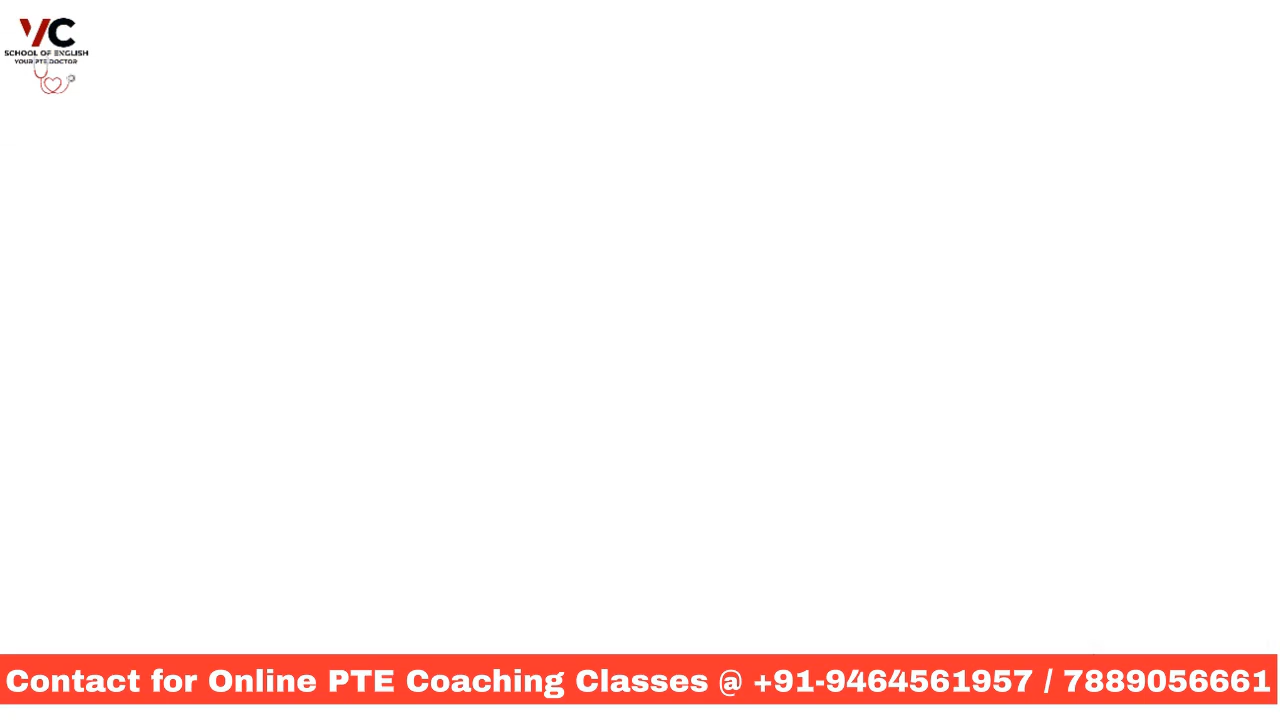 VC
SCHOOL OF ENGLISH
YOUR PTE DOCTOR
Contact for Online PTE Coaching Classes @ +91-9464561957 / 7889056661